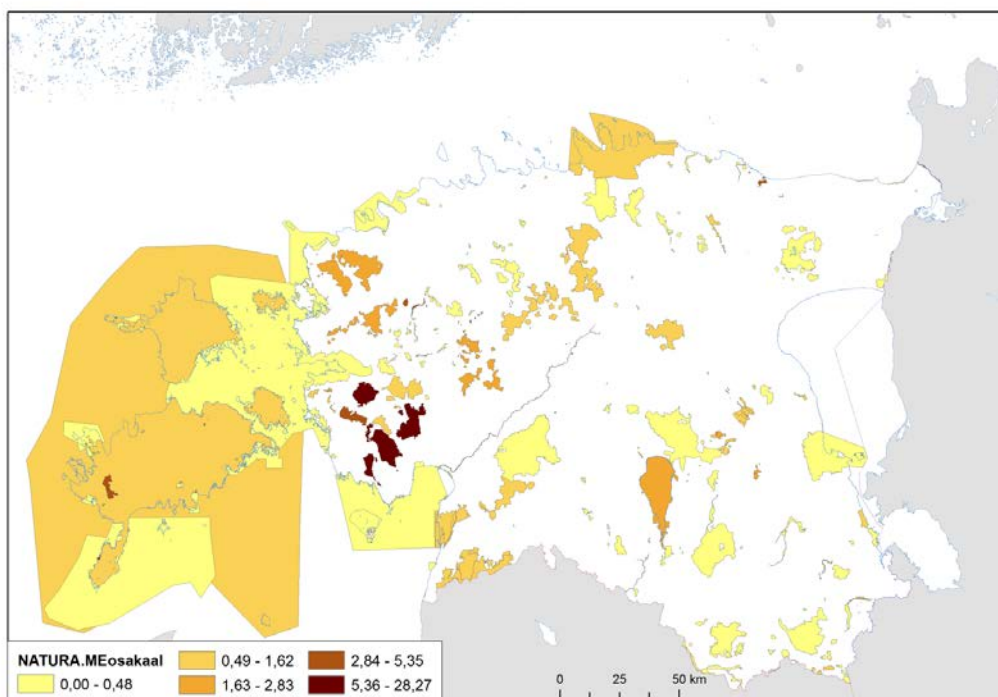 NATURA.MEosakaal
0,00 - 0,48
0,49 - 1,62
1,63 - 2,83
2,84 - 5,35
5,36 - 28,27
0 25 50 km